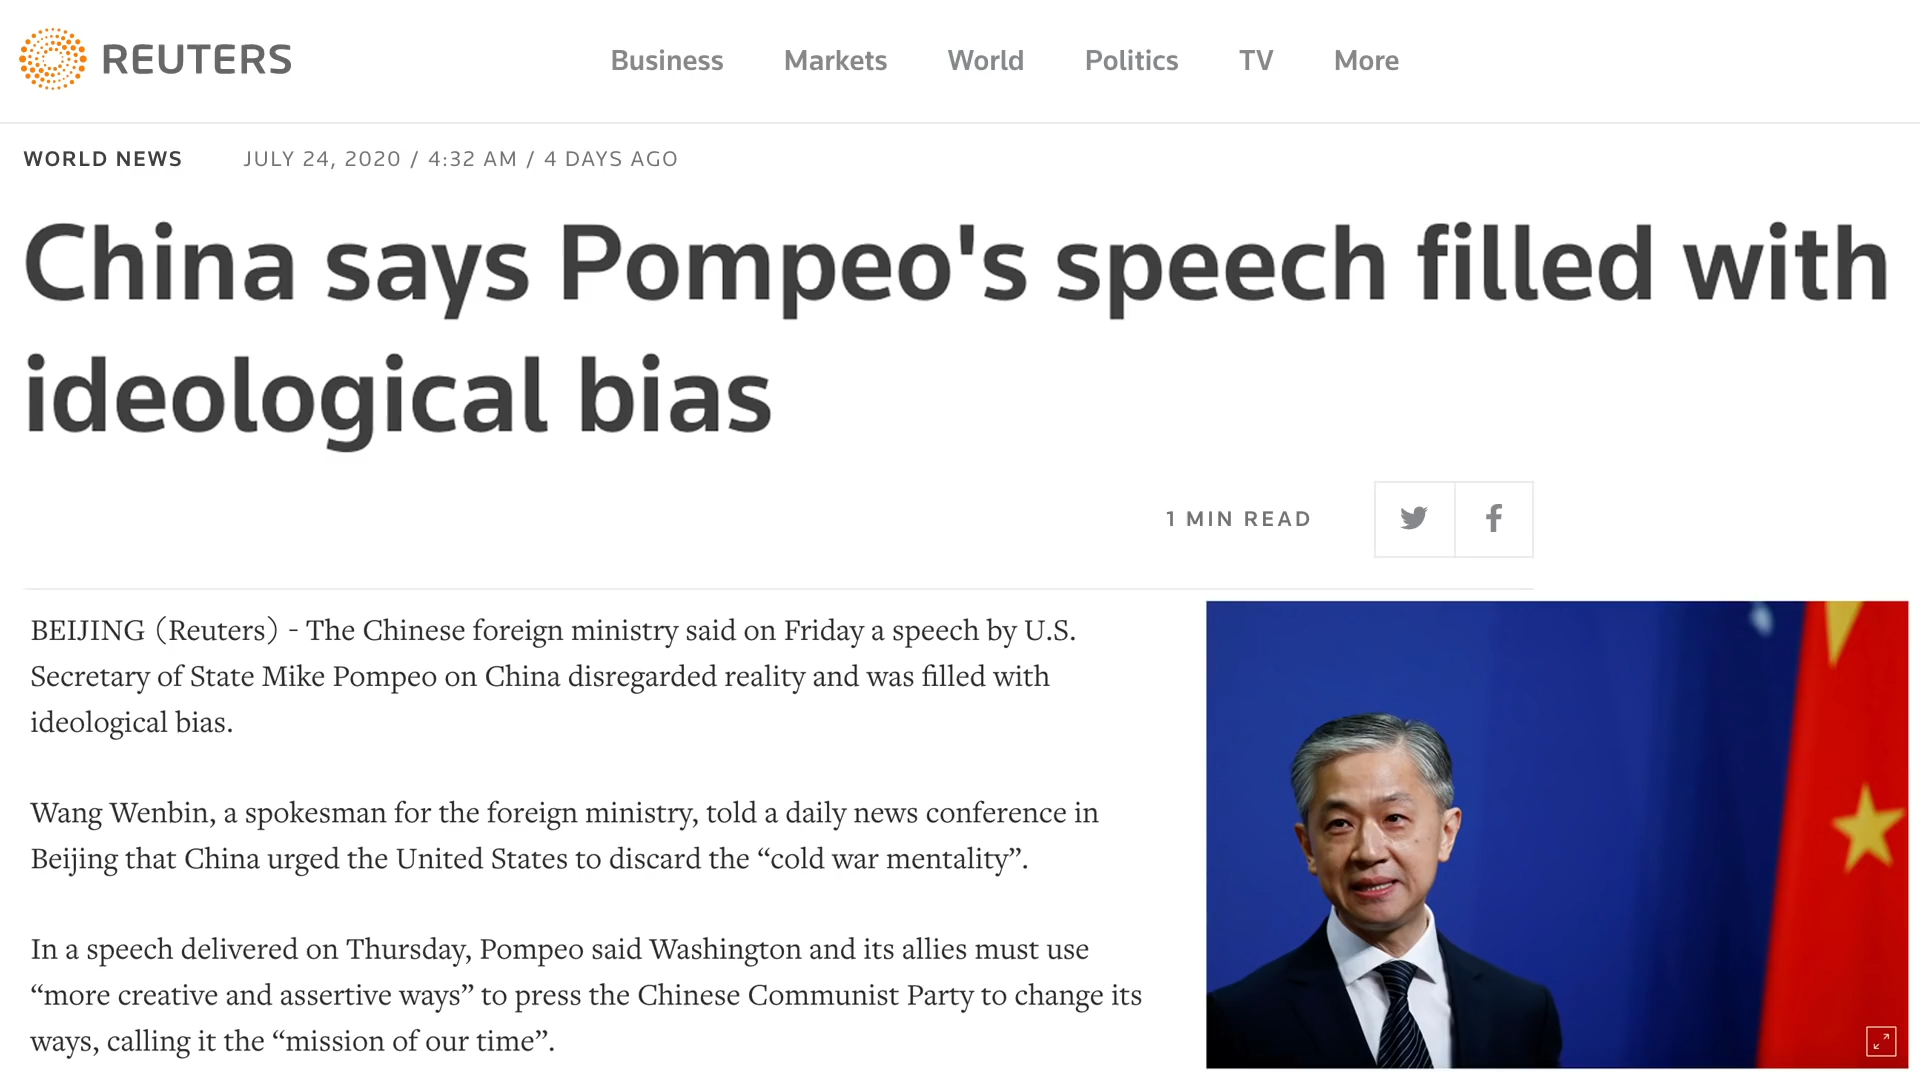 REUTERS
Business Markets World Politics TV More
WORLD NEWS JULY 24, 2020 / 4:32 AM / 4 DAYS AGO
China says Pompeo's speech filled with
ideological bias
1 MIN READ
BEIJING (Reuters) - The Chinese foreign ministry said on Friday a speech by U.S.
Secretary of State Mike Pompeo on China disregarded reality and was filled with
ideological bias.
Wang Wenbin, a spokesman for the foreign ministry, told a daily news conference in
Beijing that China urged the United States to discard the “cold war mentality”.
In a speech delivered on Thursday, Pompeo said Washington and its allies must use
“more creative and assertive ways” to press the Chinese Communist Party to change its
ways, calling it the “mission of our time”.